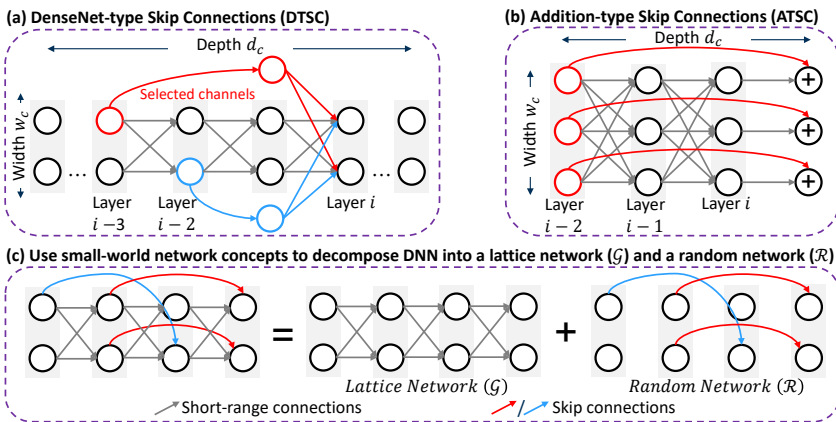 (a) DenseNet-type Skip Connections (DTSC)
Depth d_c
Selected channels
Width w_c
... ...
Layer i−3
Layer i−2
Layer i
(b) Addition-type Skip Connections (ATSC)
Depth d_c
Width w_c
+
+
+
Layer i−2
Layer i−1
Layer i
(c) Use small-world network concepts to decompose DNN into a lattice network (𝒢) and a random network (ℛ)
= +
Lattice Network (𝒢)
Random Network (ℛ)
Short-range connections
/ Skip connections